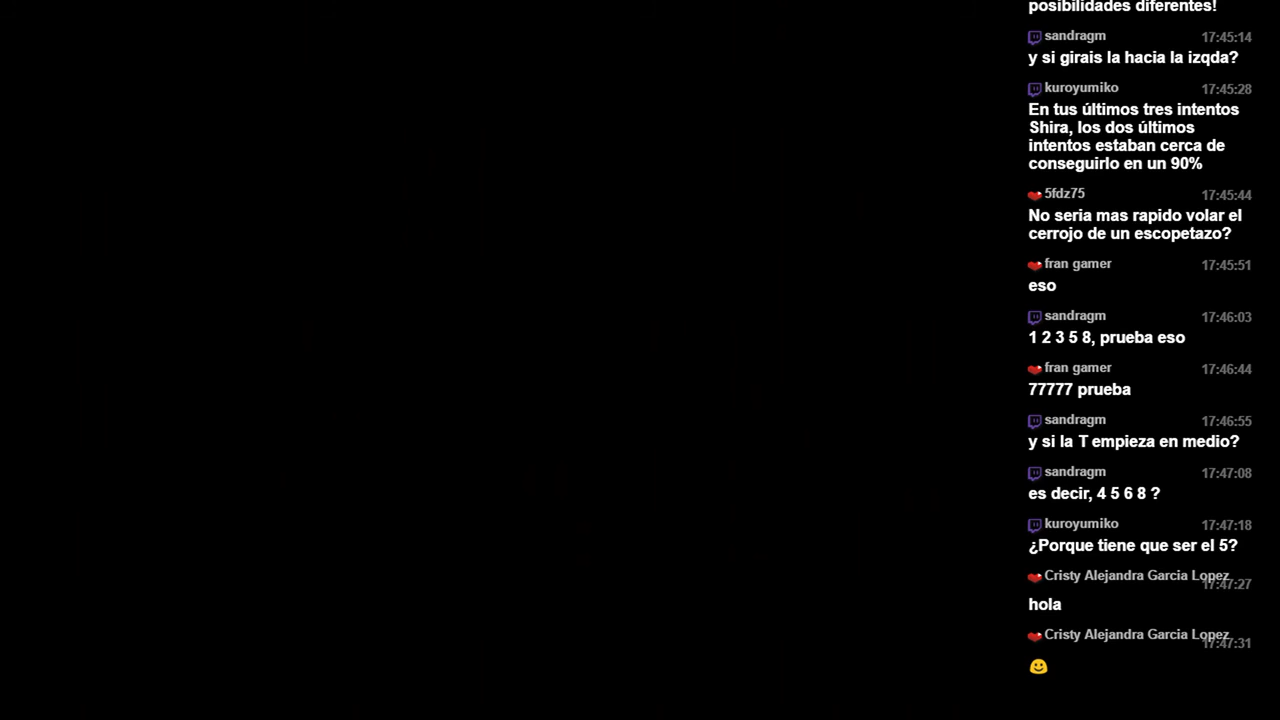 posibilidades diferentes!
sandragm 17:45:14
y si girais la hacia la izqda?
kuroyumiko 17:45:28
En tus últimos tres intentos
Shira, los dos últimos
intentos estaban cerca de
conseguirlo en un 90%
5fdz75 17:45:44
No seria mas rapido volar el
cerrojo de un escopetazo?
fran gamer 17:45:51
eso
sandragm 17:46:03
1 2 3 5 8, prueba eso
fran gamer 17:46:44
77777 prueba
sandragm 17:46:55
y si la T empieza en medio?
sandragm 17:47:08
es decir, 4 5 6 8 ?
kuroyumiko 17:47:18
¿Porque tiene que ser el 5?
Cristy Alejandra Garcia Lopez 17:47:27
hola
Cristy Alejandra Garcia Lopez 17:47:31